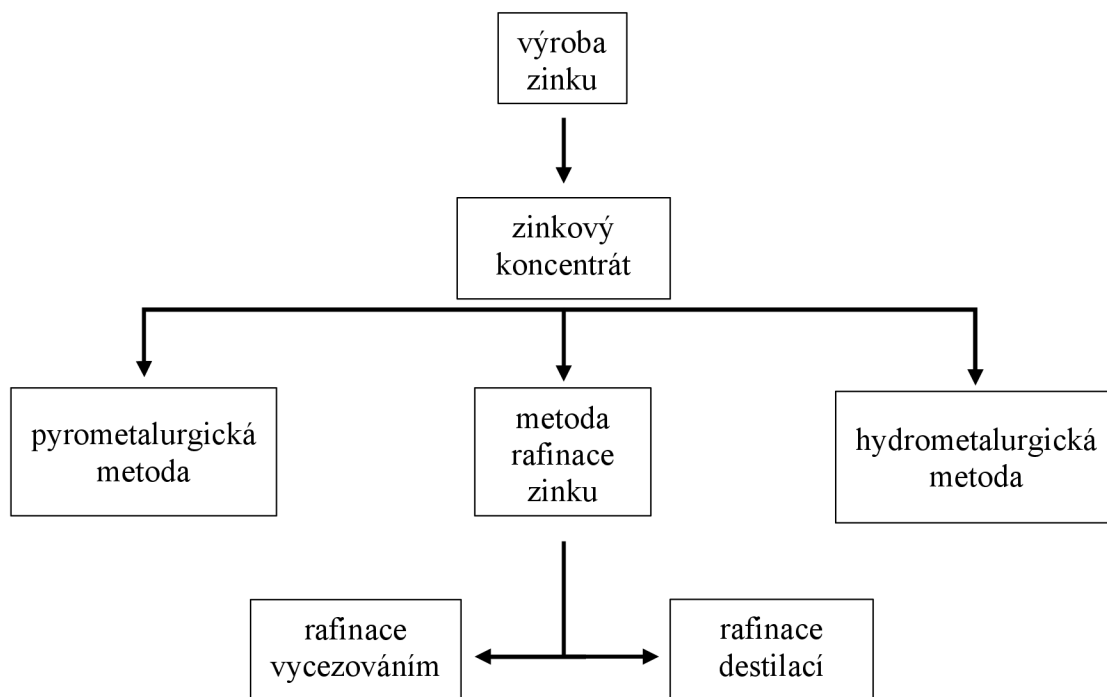 výroba
zinku
zinkový
koncentrát
pyrometalurgická
metoda
metoda
rafinace
zinku
hydrometalurgická
metoda
rafinace
vycezováním
rafinace
destilací